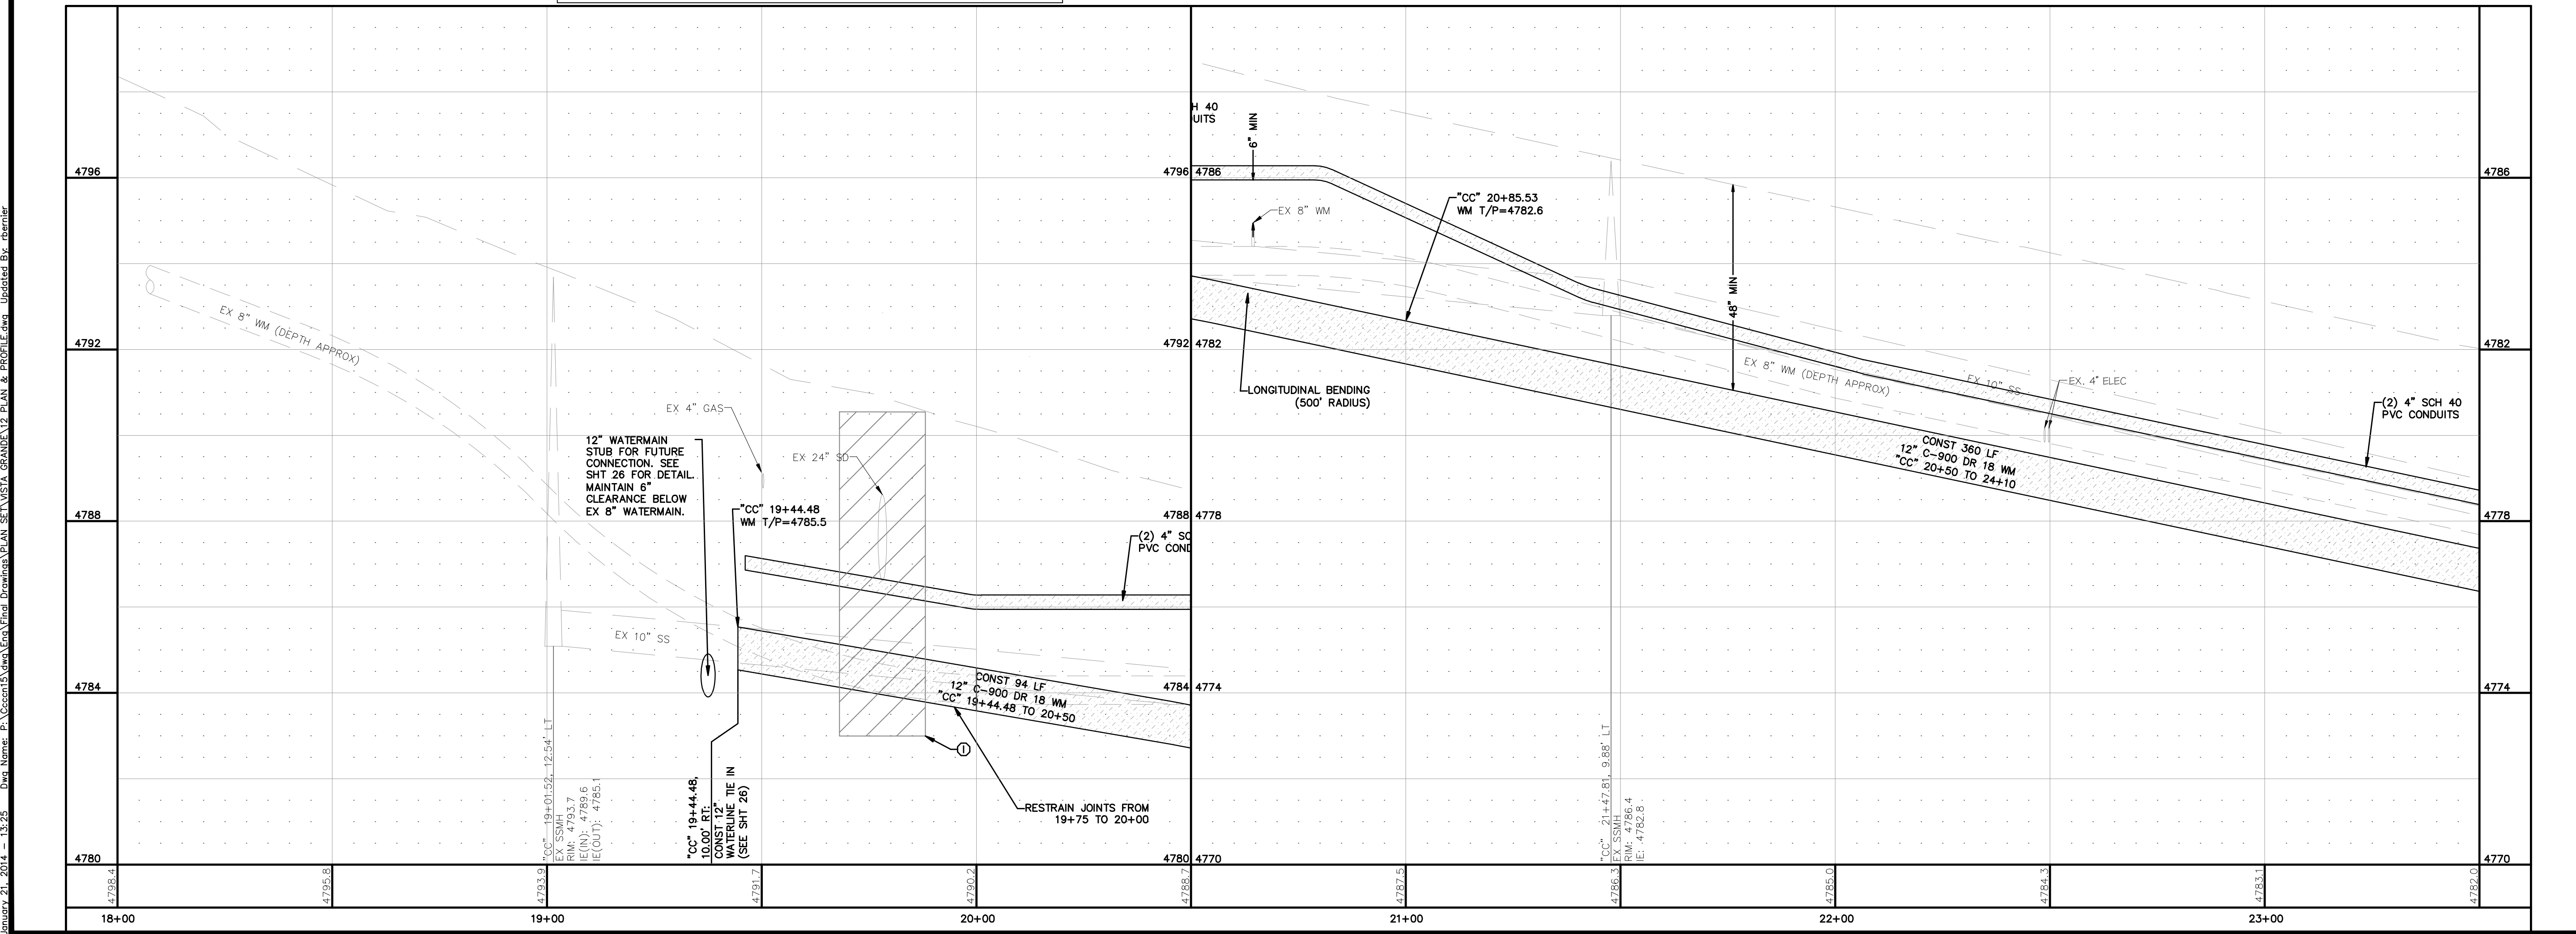 H 40
UITS
6" MIN
4796
4796
4786
4786
"CC" 20+85.53
WM T/P=4782.6
EX 8" WM
48" MIN
EX 8" WM (DEPTH APPROX)
4792
4792
4782
4782
EX 8" WM (DEPTH APPROX)
EX 10" SS
EX. 4" ELEC
LONGITUDINAL BENDING
(500' RADIUS)
(2) 4" SCH 40
PVC CONDUITS
EX 4" GAS
12" WATERMAIN
STUB FOR FUTURE
CONNECTION. SEE
SHT 26 FOR DETAIL.
MAINTAIN 6"
CLEARANCE BELOW
EX 8" WATERMAIN.
EX 24" SD
CONST 360 LF
12" C-900 DR 18 WM
"CC" 20+50 TO 24+10
"CC" 19+44.48
WM T/P=4785.5
4788
4788
4778
4778
(2) 4" SC
PVC COND
EX 10" SS
4784
4784
4774
4774
CONST 94 LF
12" C-900 DR 18 WM
"CC" 19+44.48 TO 20+50
1
RESTRAIN JOINTS FROM
19+75 TO 20+00
"CC" 19+01.52, 12.54' LT
EX SSMH
RIM: 4793.7
IE(IN): 4789.6
IE(OUT): 4785.1
"CC" 19+44.48,
10.00' RT:
CONST 12"
WATERLINE TIE IN
(SEE SHT 26)
"CC" 21+47.81, 9.88' LT
EX SSMH
RIM: 4786.4
IE: 4782.8
4780
4780
4770
4770
4798.4
4795.8
4793.9
4791.7
4790.2
4788.7
4787.5
4786.3
4785.0
4784.3
4783.1
4782.0
18+00
19+00
20+00
21+00
22+00
23+00
January 21, 2014 - 13:25 Dwg Name: P:\Cccn15\dwg\Eng\Final Drawings\PLAN SET\VISTA GRANDE\12 PLAN & PROFILE.dwg Updated By: rbernier